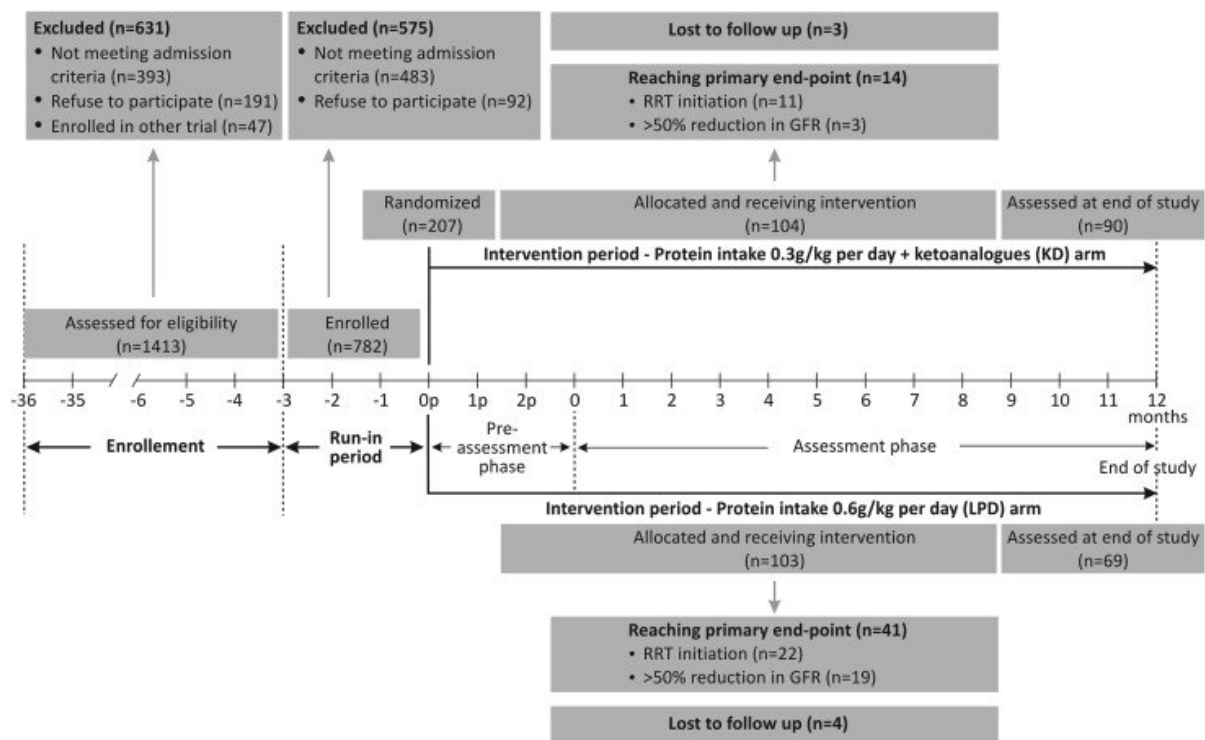 Excluded (n=631)
• Not meeting admission
criteria (n=393)
• Refuse to participate (n=191)
• Enrolled in other trial (n=47)
Excluded (n=575)
• Not meeting admission
criteria (n=483)
• Refuse to participate (n=92)
Lost to follow up (n=3)
Reaching primary end-point (n=14)
• RRT initiation (n=11)
• >50% reduction in GFR (n=3)
Randomized
(n=207)
Allocated and receiving intervention
(n=104)
Assessed at end of study
(n=90)
Intervention period - Protein intake 0.3g/kg per day + ketoanalogues (KD) arm
Assessed for eligibility
(n=1413)
Enrolled
(n=782)
-36 -35 -6 -5 -4 -3 -2 -1 0p 1p 2p 0 1 2 3 4 5 6 7 8 9 10 11 12
months
Enrollement
Run-in
period
Pre-
assessment
phase
Assessment phase
End of study
Intervention period - Protein intake 0.6g/kg per day (LPD) arm
Allocated and receiving intervention
(n=103)
Assessed at end of study
(n=69)
Reaching primary end-point (n=41)
• RRT initiation (n=22)
• >50% reduction in GFR (n=19)
Lost to follow up (n=4)